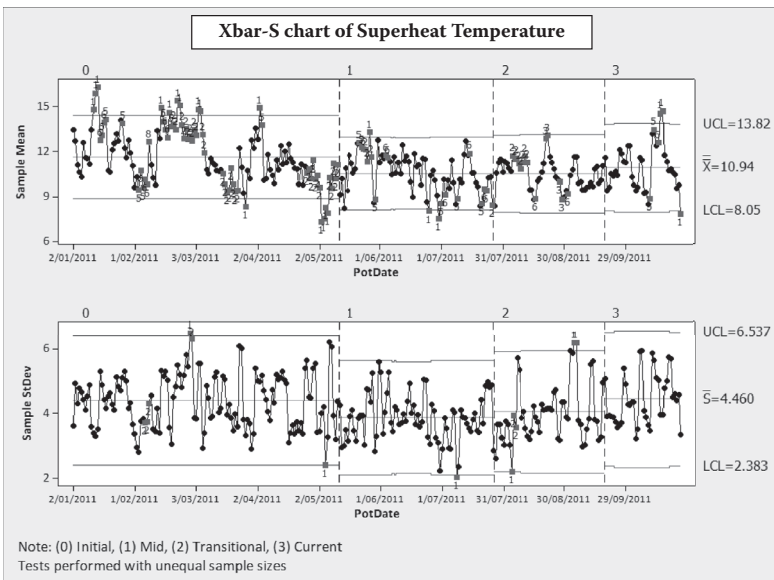 Xbar-S chart of Superheat Temperature
0 1 2 3
Sample Mean
15
12
9
6
UCL=13.82
X=10.94
LCL=8.05
2/01/2011 1/02/2011 3/03/2011 2/04/2011 2/05/2011 1/06/2011 1/07/2011 31/07/2011 30/08/2011 29/09/2011
PotDate
0 1 2 3
Sample StDev
6
4
2
UCL=6.537
S=4.460
LCL=2.383
2/01/2011 1/02/2011 3/03/2011 2/04/2011 2/05/2011 1/06/2011 1/07/2011 31/07/2011 30/08/2011 29/09/2011
PotDate
Note: (0) Initial, (1) Mid, (2) Transitional, (3) Current
Tests performed with unequal sample sizes